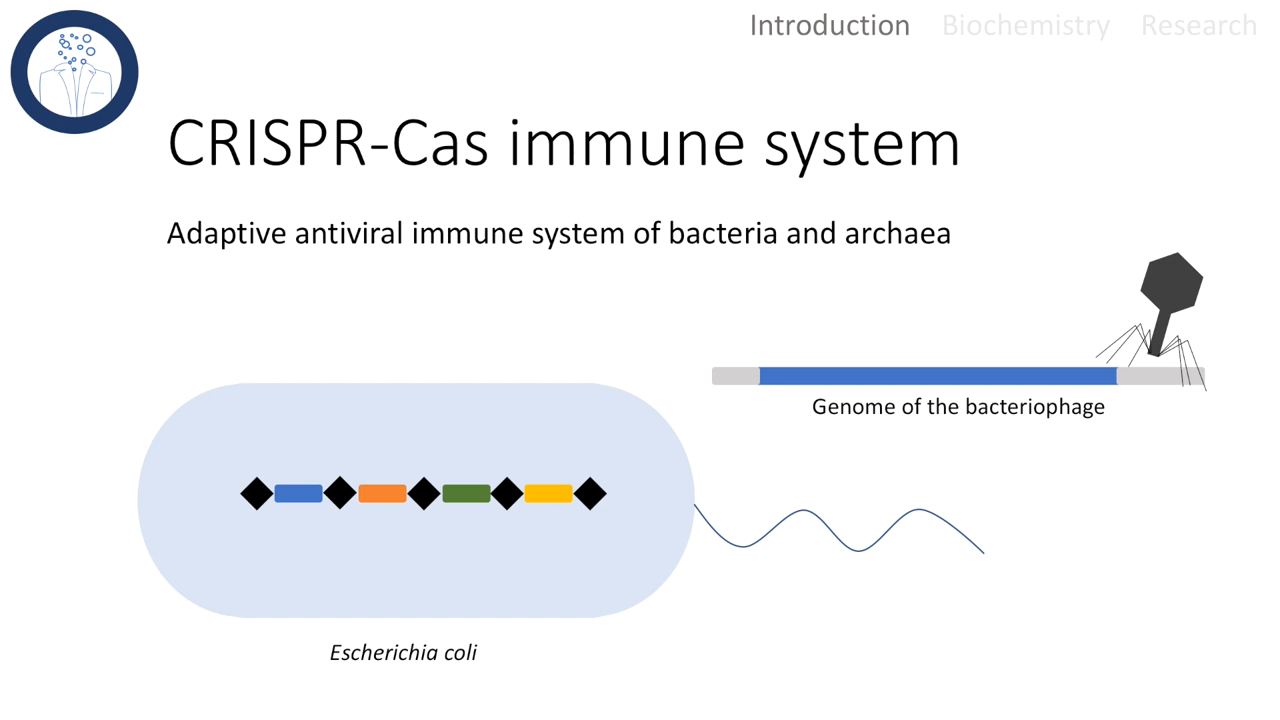 Introduction Biochemistry Research
CRISPR-Cas immune system
Adaptive antiviral immune system of bacteria and archaea
Genome of the bacteriophage
Escherichia coli